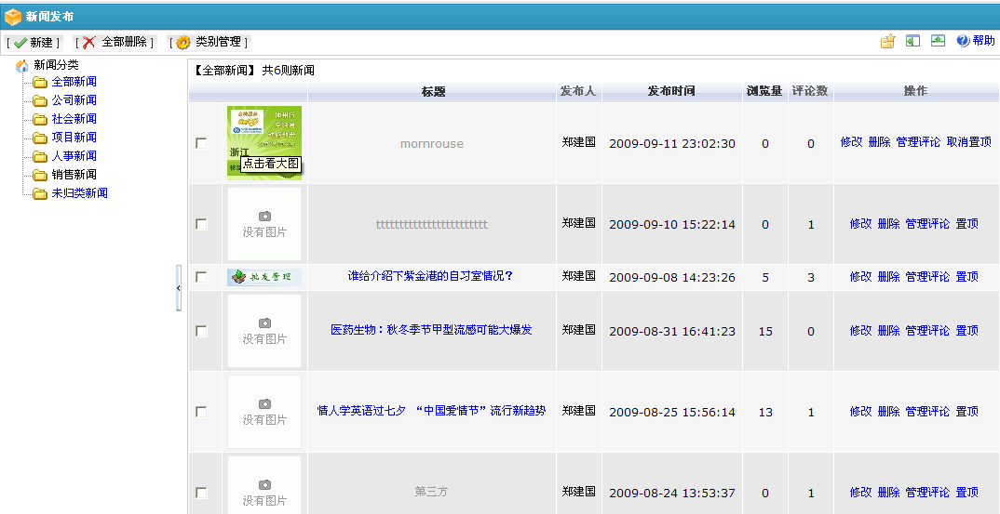 新闻发布
[ 新建 ] [ 全部删除 ] [ 类别管理 ] 帮助
新闻分类
全部新闻
公司新闻
社会新闻
项目新闻
人事新闻
销售新闻
未归类新闻
【全部新闻】 共6则新闻
标题 发布人 发布时间 浏览量 评论数 操作
浙江
点击看大图
mornrouse 郑建国 2009-09-11 23:02:30 0 0 修改 删除 管理评论 取消置顶
没有图片
tttttttttttttttttttttttt 郑建国 2009-09-10 15:22:14 0 1 修改 删除 管理评论 置顶
批发管理 谁给介绍下紫金港的自习室情况? 郑建国 2009-09-08 14:23:26 5 3 修改 删除 管理评论 置顶
没有图片
医药生物：秋冬季节甲型流感可能大爆发 郑建国 2009-08-31 16:41:23 15 0 修改 删除 管理评论 置顶
没有图片
情人学英语过七夕 “中国爱情节”流行新趋势 郑建国 2009-08-25 15:56:14 13 1 修改 删除 管理评论 置顶
没有图片
第三方 郑建国 2009-08-24 13:53:37 0 1 修改 删除 管理评论 置顶